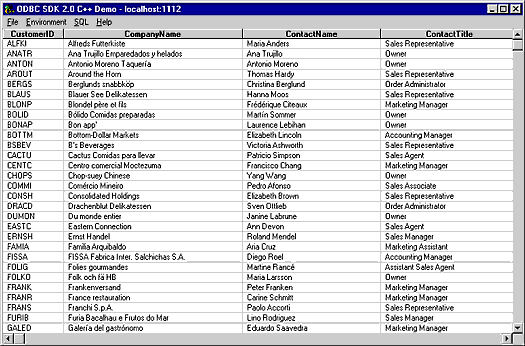 ODBC SDK 2.0 C++ Demo - localhost:1112
File Environment SQL Help
CustomerID CompanyName ContactName ContactTitle
ALFKI Alfreds Futterkiste Maria Anders Sales Representative
ANATR Ana Trujillo Emparedados y helados Ana Trujillo Owner
ANTON Antonio Moreno Taquería Antonio Moreno Owner
AROUT Around the Horn Thomas Hardy Sales Representative
BERGS Berglunds snabbköp Christina Berglund Order Administrator
BLAUS Blauer See Delikatessen Hanna Moos Sales Representative
BLONP Blondel père et fils Frédérique Citeaux Marketing Manager
BOLID Bólido Comidas preparadas Martín Sommer Owner
BONAP Bon app' Laurence Lebihan Owner
BOTTM Bottom-Dollar Markets Elizabeth Lincoln Accounting Manager
BSBEV B's Beverages Victoria Ashworth Sales Representative
CACTU Cactus Comidas para llevar Patricio Simpson Sales Agent
CENTC Centro comercial Moctezuma Francisco Chang Marketing Manager
CHOPS Chop-suey Chinese Yang Wang Owner
COMMI Comércio Mineiro Pedro Afonso Sales Associate
CONSH Consolidated Holdings Elizabeth Brown Sales Representative
DRACD Drachenblut Delikatessen Sven Ottlieb Order Administrator
DUMON Du monde entier Janine Labrune Owner
EASTC Eastern Connection Ann Devon Sales Agent
ERNSH Ernst Handel Roland Mendel Sales Manager
FAMIA Familia Arquibaldo Aria Cruz Marketing Assistant
FISSA FISSA Fabrica Inter. Salchichas S.A. Diego Roel Accounting Manager
FOLIG Folies gourmandes Martine Rancé Assistant Sales Agent
FOLKO Folk och fä HB Maria Larsson Owner
FRANK Frankenversand Peter Franken Marketing Manager
FRANR France restauration Carine Schmitt Marketing Manager
FRANS Franchi S.p.A. Paolo Accorti Sales Representative
FURIB Furia Bacalhau e Frutos do Mar Lino Rodriguez Sales Manager
GALED Galería del gastrónomo Eduardo Saavedra Marketing Manager